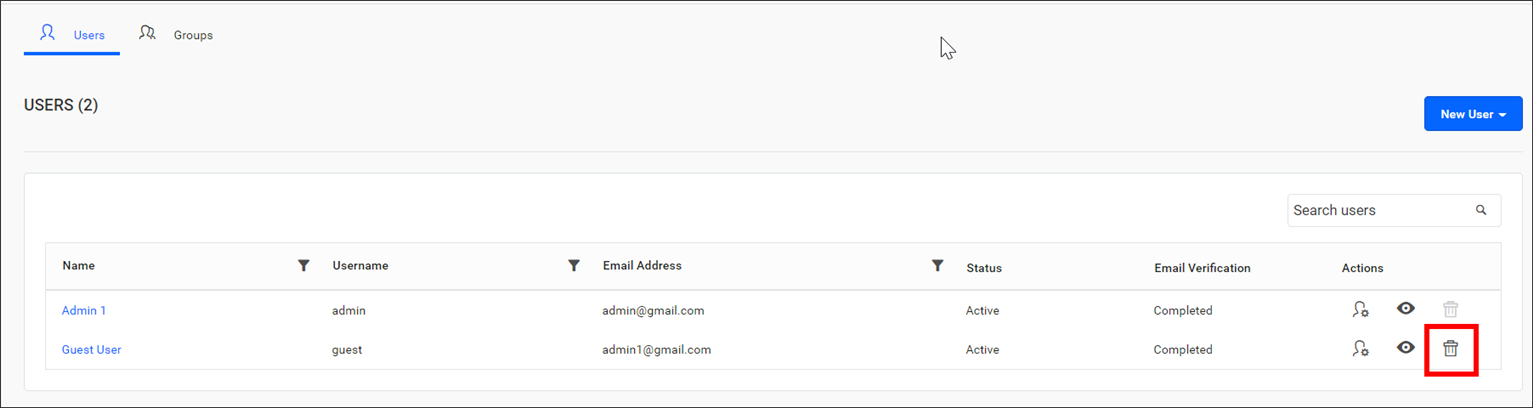 Users Groups
USERS (2)
New User
Search users
Name Username Email Address Status Email Verification Actions
Admin 1 admin admin@gmail.com Active Completed
Guest User guest admin1@gmail.com Active Completed